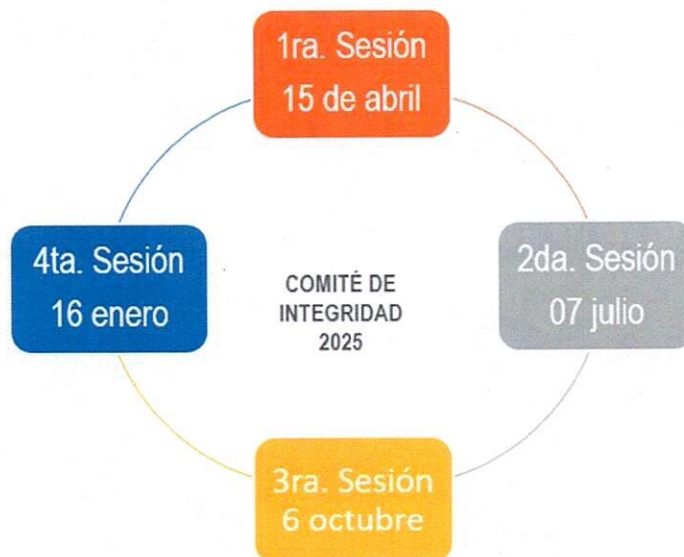 1ra. Sesión
15 de abril
4ta. Sesión
16 enero
COMITÉ DE
INTEGRIDAD
2025
2da. Sesión
07 julio
3ra. Sesión
6 octubre